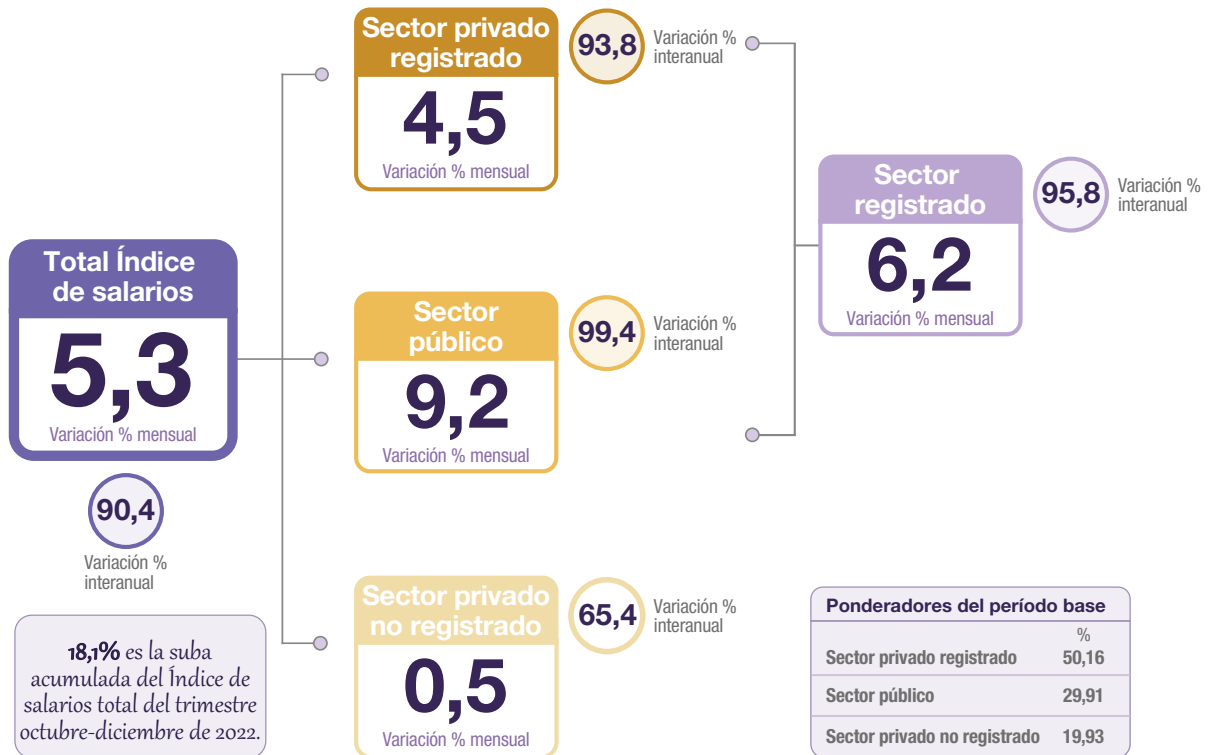 Sector privado
registrado
4,5
Variación % mensual
93,8
Variación %
interanual
Sector
registrado
6,2
Variación % mensual
95,8
Variación %
interanual
Total Índice
de salarios
5,3
Variación % mensual
90,4
Variación %
interanual
Sector
público
9,2
Variación % mensual
99,4
Variación %
interanual
Sector privado
no registrado
0,5
Variación % mensual
65,4
Variación %
interanual
18,1% es la suba
acumulada del Índice de
salarios total del trimestre
octubre-diciembre de 2022.
Ponderadores del período base
%
Sector privado registrado 50,16
Sector público 29,91
Sector privado no registrado 19,93